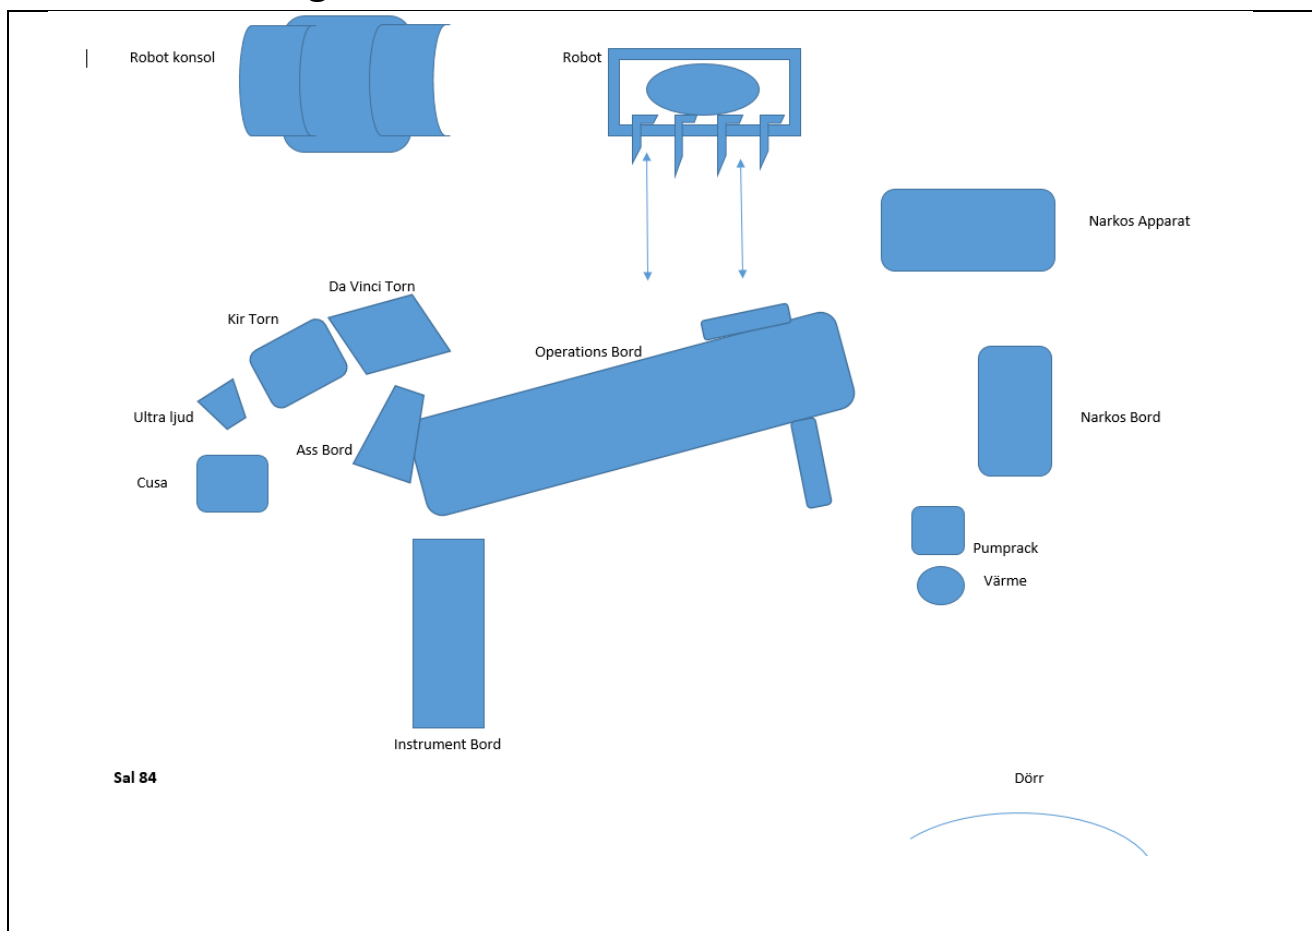 Robot konsol
Robot
Narkos Apparat
Da Vinci Torn
Kir Torn
Operations Bord
Ultra ljud
Ass Bord
Narkos Bord
Cusa
Pumprack
Värme
Instrument Bord
Sal 84
Dörr